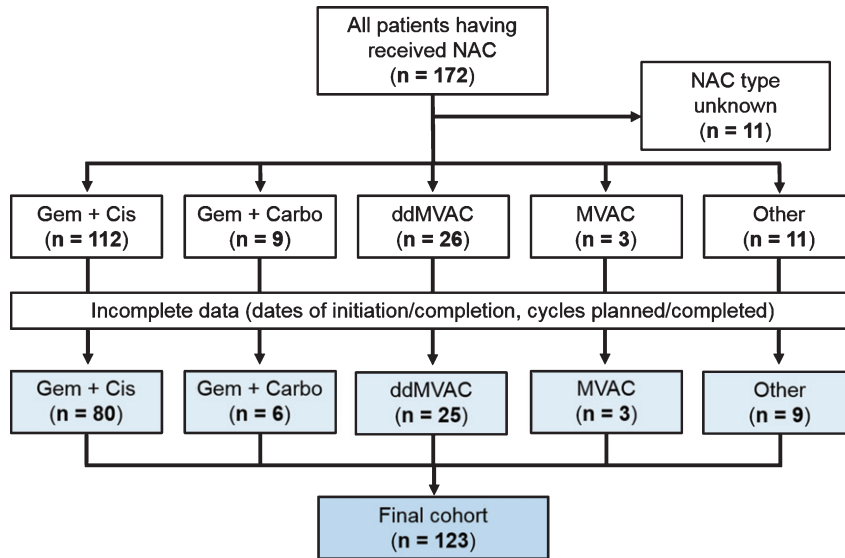 All patients having
received NAC
(n = 172)
NAC type
unknown
(n = 11)
Gem + Cis
(n = 112)
Gem + Carbo
(n = 9)
ddMVAC
(n = 26)
MVAC
(n = 3)
Other
(n = 11)
Incomplete data (dates of initiation/completion, cycles planned/completed)
Gem + Cis
(n = 80)
Gem + Carbo
(n = 6)
ddMVAC
(n = 25)
MVAC
(n = 3)
Other
(n = 9)
Final cohort
(n = 123)